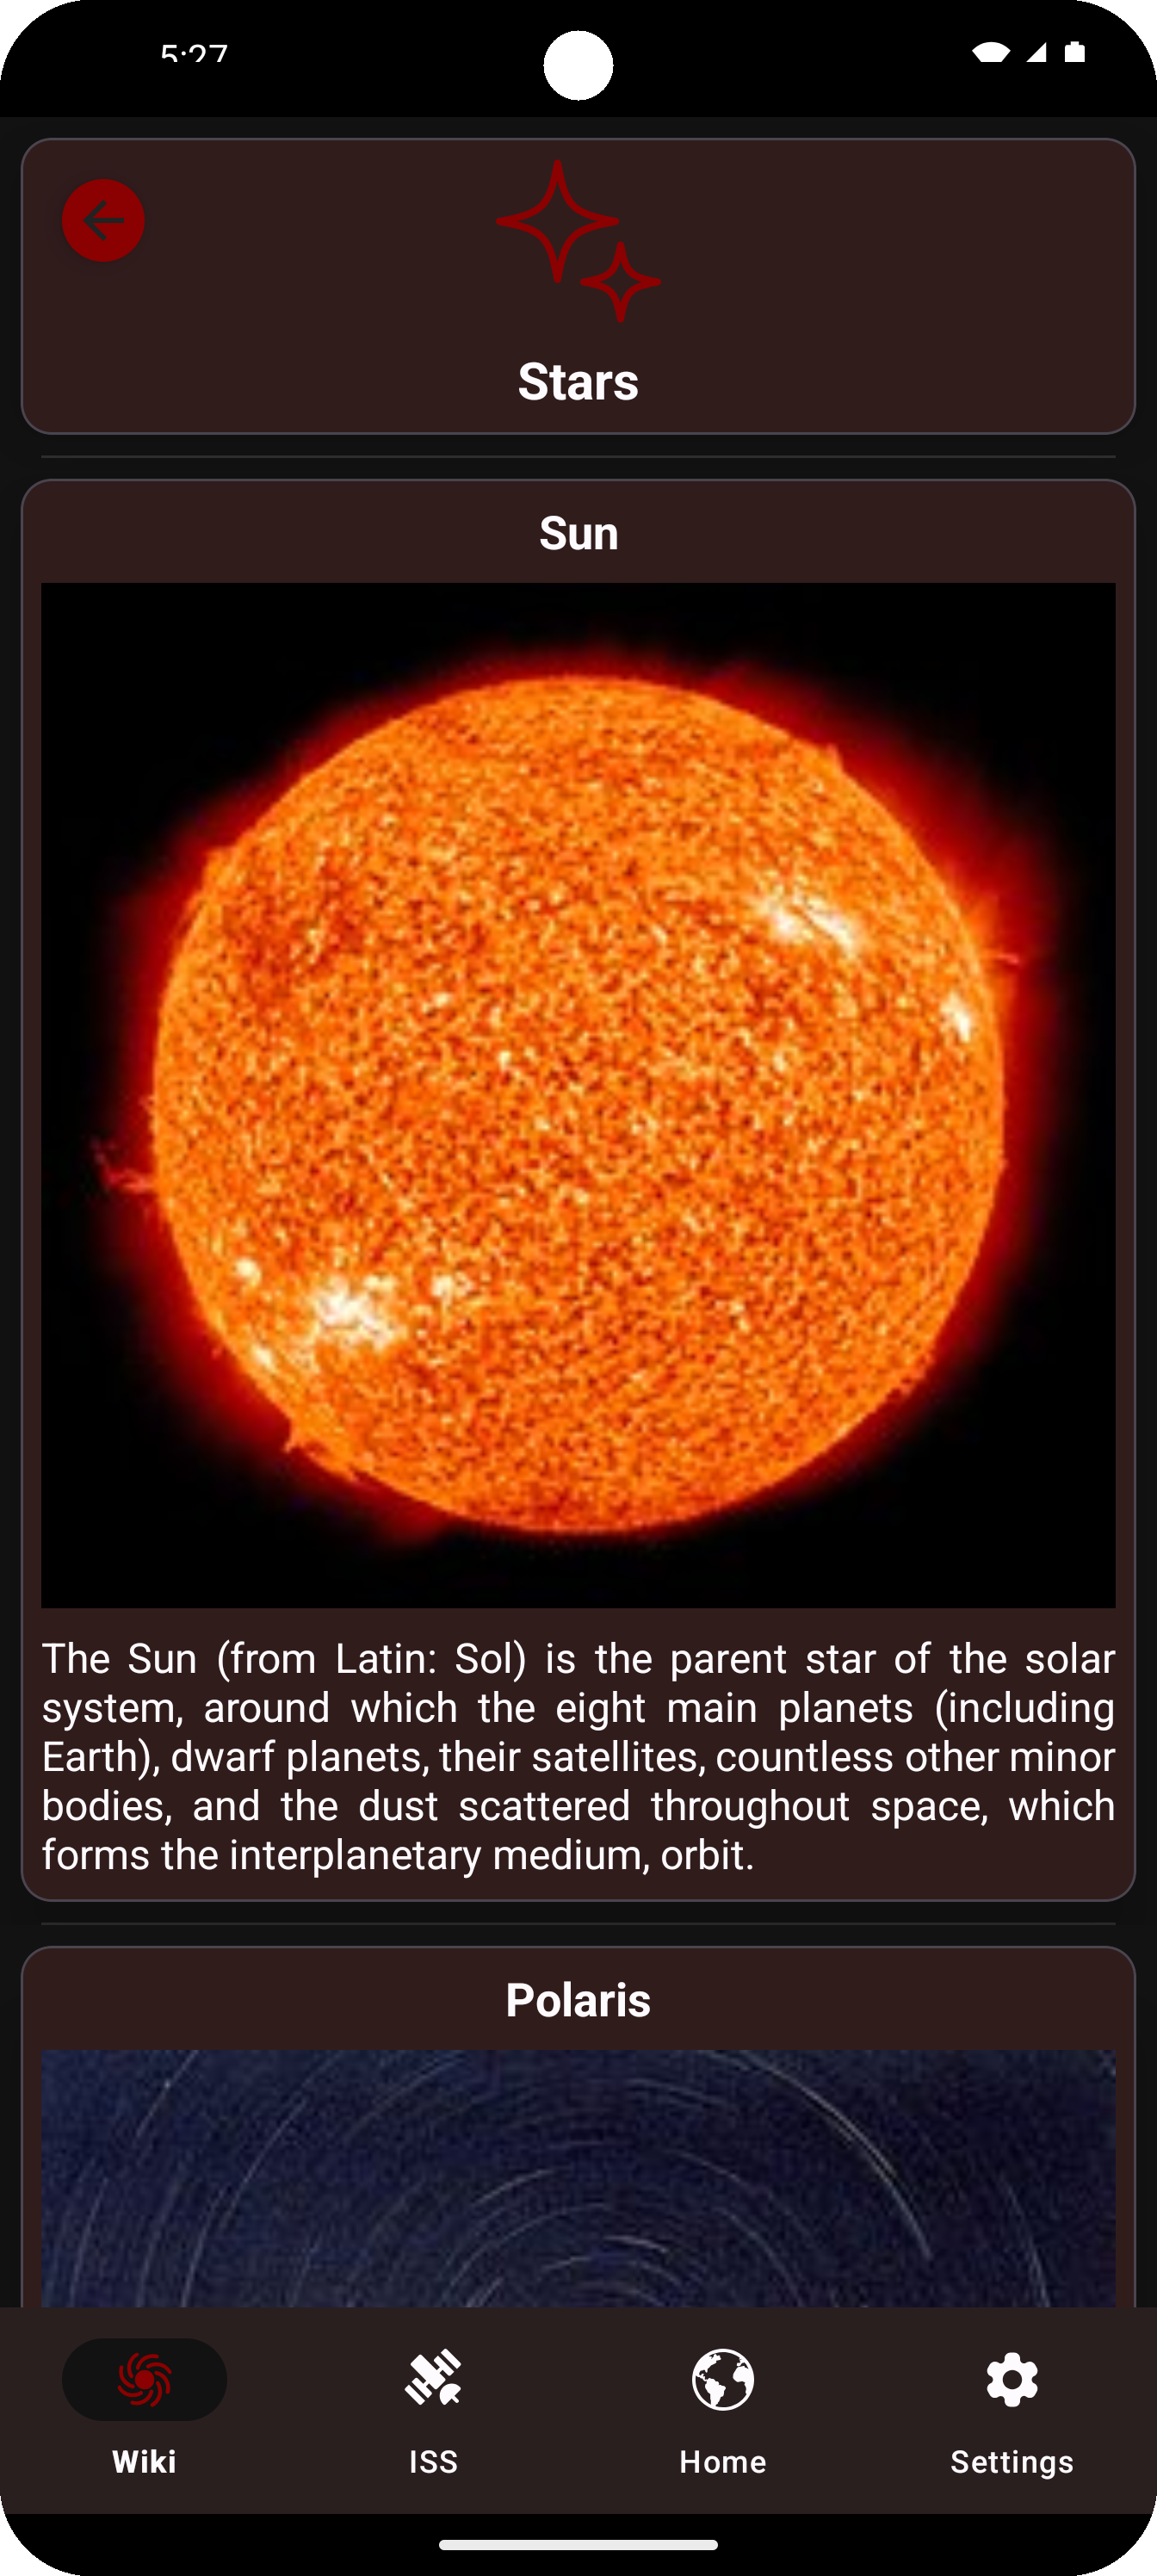 5:27
Stars
Sun
The Sun (from Latin: Sol) is the parent star of the solar
system, around which the eight main planets (including
Earth), dwarf planets, their satellites, countless other minor
bodies, and the dust scattered throughout space, which
forms the interplanetary medium, orbit.
Polaris
Wiki
ISS
Home
Settings